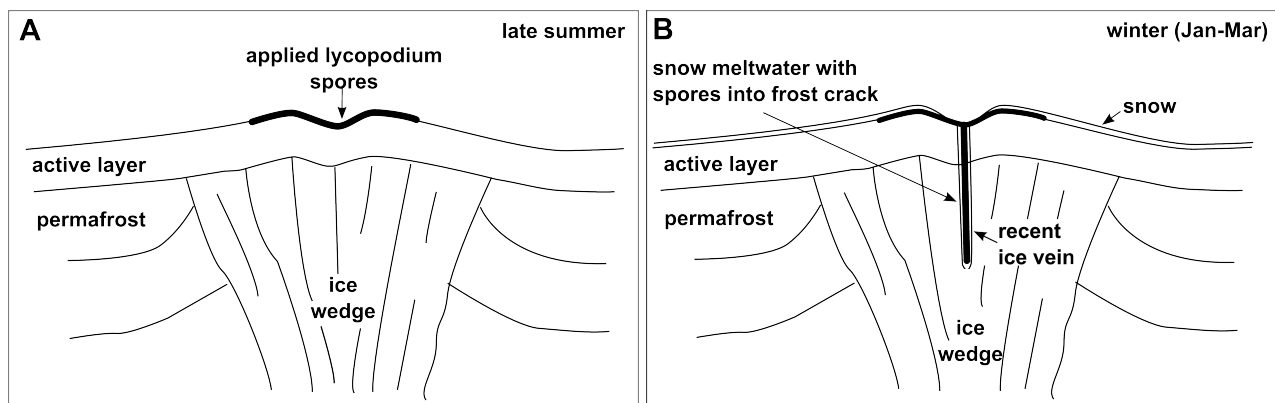 A
late summer
applied lycopodium
spores
active layer
permafrost
ice
wedge
B
winter (Jan-Mar)
snow meltwater with
spores into frost crack
snow
active layer
permafrost
recent
ice vein
ice
wedge